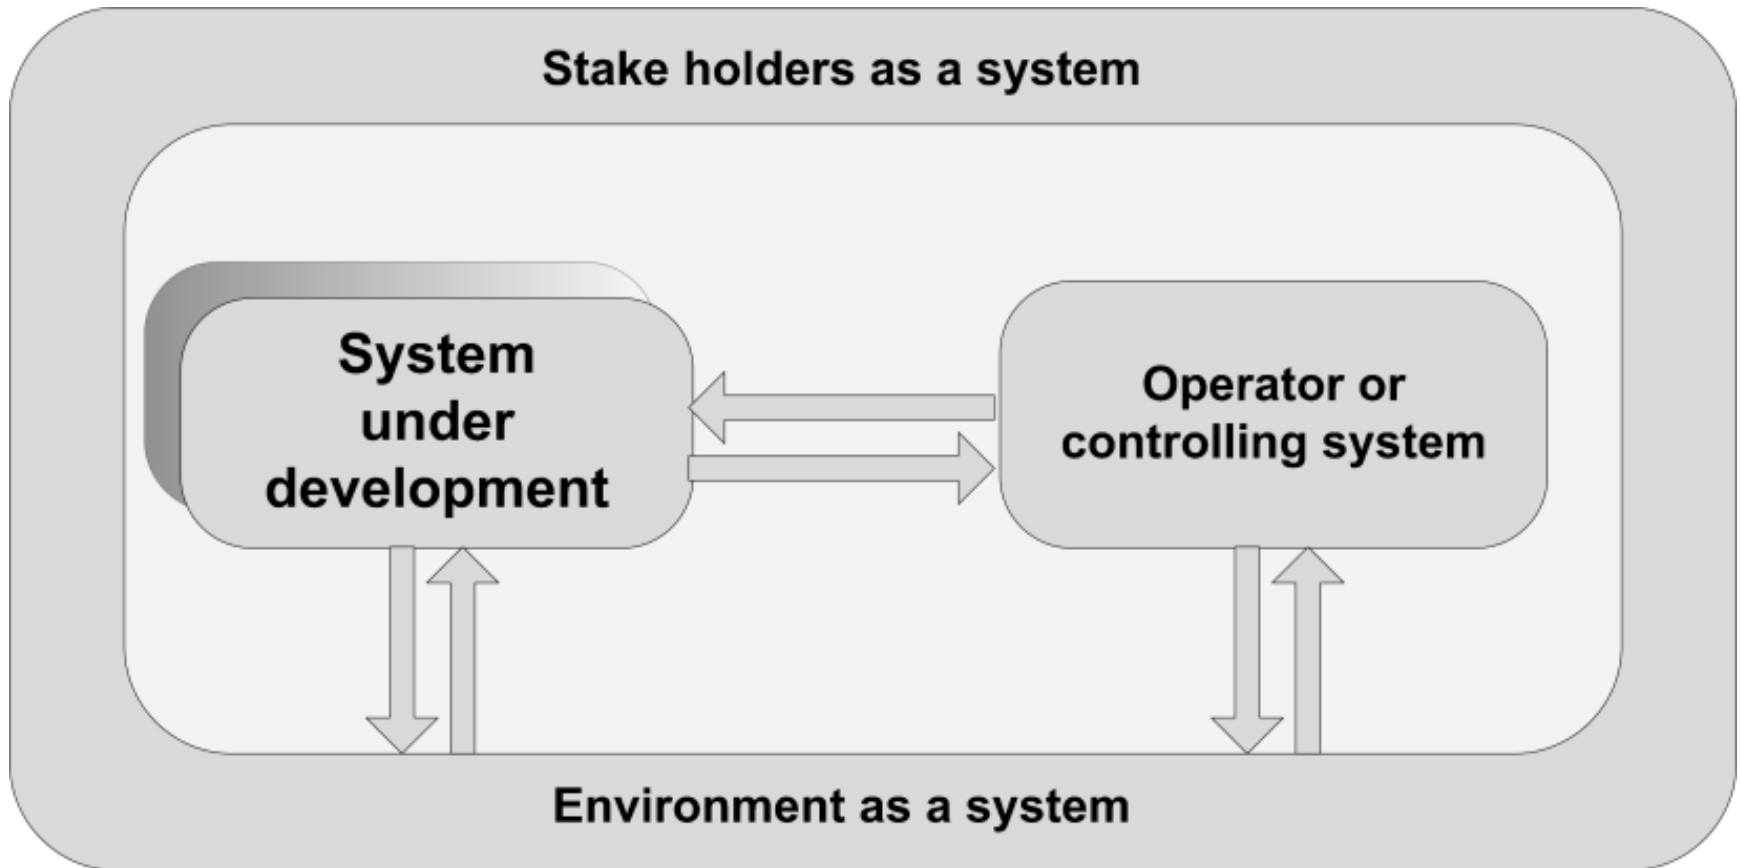 Stake holders as a system
System
under
development
Operator or
controlling system
Environment as a system